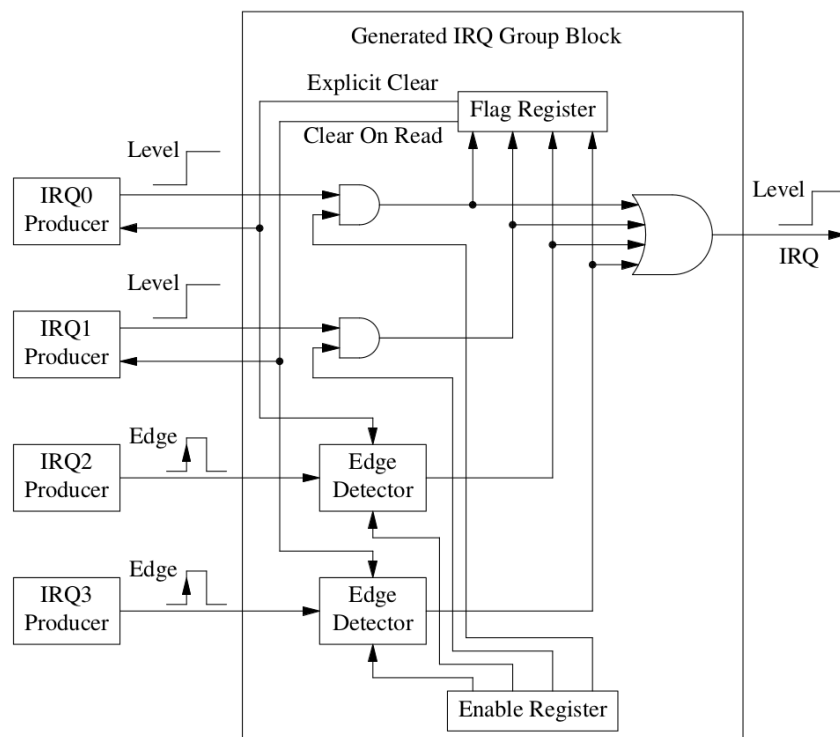 Generated IRQ Group Block
Explicit Clear
Flag Register
Clear On Read
Level
IRQ0
Producer
Level
IRQ
Level
IRQ1
Producer
Edge
IRQ2
Producer
Edge
Detector
Edge
IRQ3
Producer
Edge
Detector
Enable Register